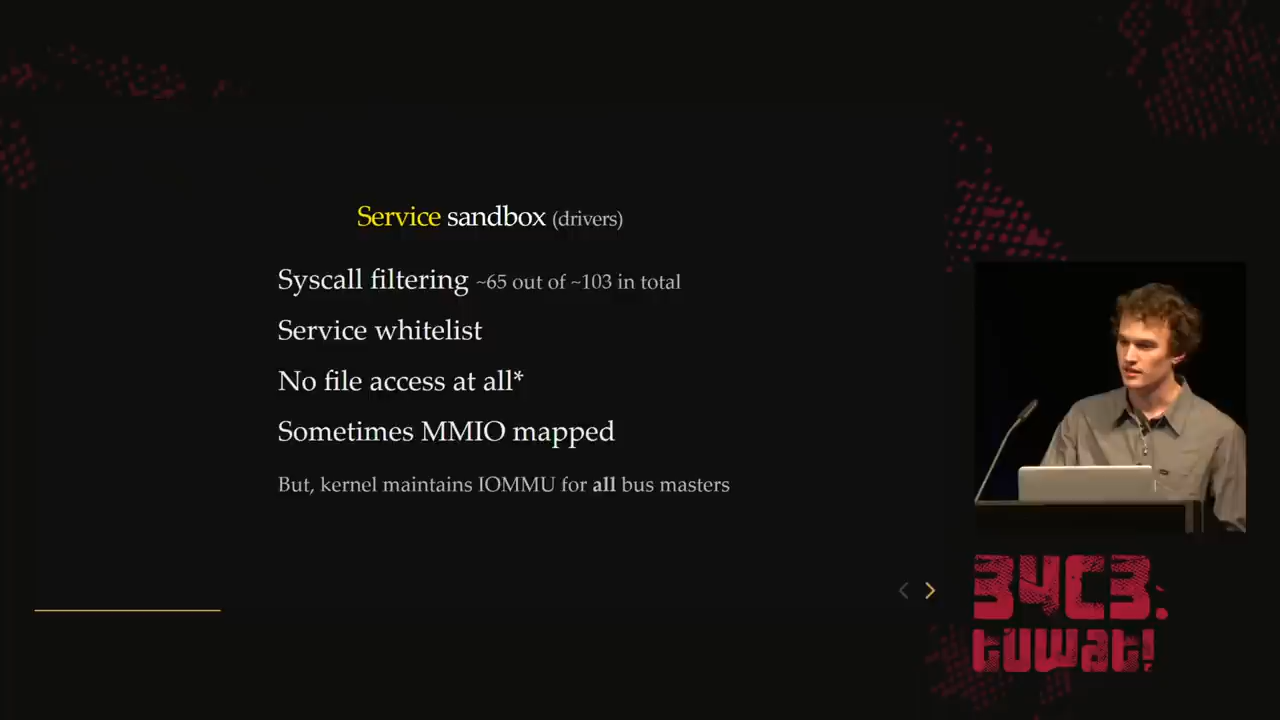 Service sandbox (drivers)
Syscall filtering ~65 out of ~103 in total
Service whitelist
No file access at all*
Sometimes MMIO mapped
But, kernel maintains IOMMU for all bus masters
34C3:
tuwat!